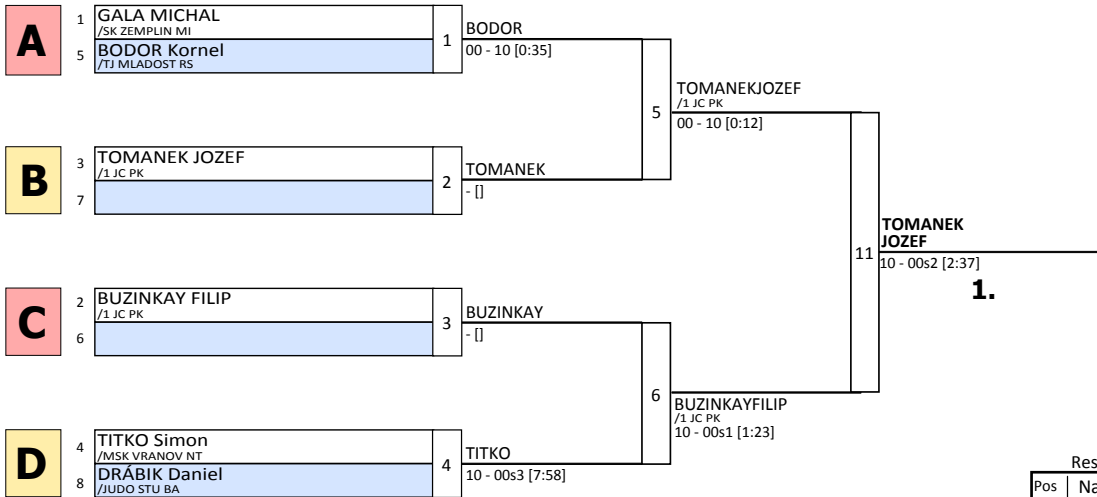 A
1
GALA MICHAL
/SK ZEMPLIN MI
5
BODOR Kornel
/TJ MLADOST RS
1
BODOR
00 - 10 [0:35]
B
3
TOMANEK JOZEF
/1 JC PK
7
2
TOMANEK
- []
5
TOMANEKJOZEF
/1 JC PK
00 - 10 [0:12]
C
2
BUZINKAY FILIP
/1 JC PK
6
3
BUZINKAY
- []
D
4
TITKO Simon
/MSK VRANOV NT
8
DRÁBIK Daniel
/JUDO STU BA
4
TITKO
10 - 00s3 [7:58]
6
BUZINKAYFILIP
/1 JC PK
10 - 00s1 [1:23]
11
TOMANEK
JOZEF
10 - 00s2 [2:37]
1.
Pos